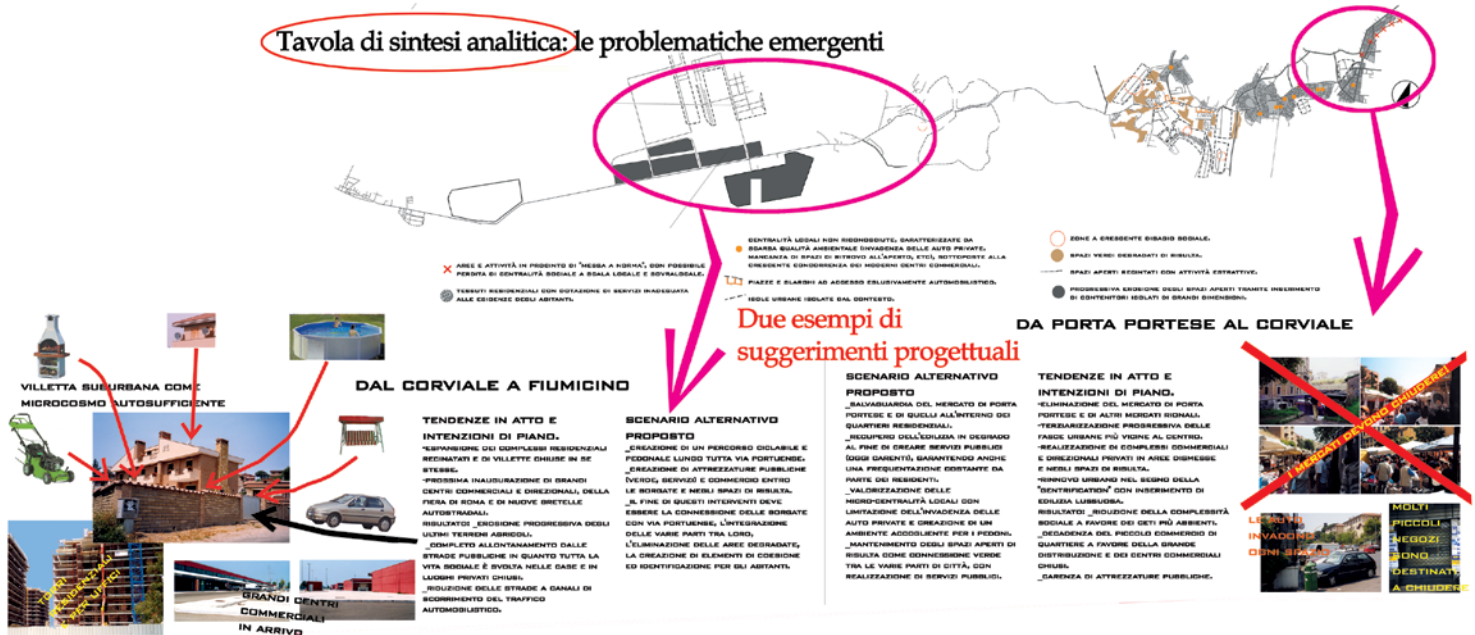 Tavola di sintesi analitica: le problematiche emergenti
AREE E ATTIVITÀ IN PROCINTO DI "MESSA A NORMA", CON POSSIBILE
PERDITA DI CENTRALITÀ SOCIALE A SCALA LOCALE E SOVRALOCALE.
TESSUTI RESIDENZIALI CON DOTAZIONE DI SERVIZI INADEGUATA
ALLE ESIGENZE DEGLI ABITANTI.
CENTRALITÀ LOCALI NON RICONOSCIUTE, CARATTERIZZATE DA
SCARSA QUALITÀ AMBIENTALE (INVADENZA DELLE AUTO PRIVATE,
MANCANZA DI SPAZI DI RITROVO ALL'APERTO, ETC), SOTTOPOSTE ALLA
CRESCENTE CONCORRENZA DEI MODERNI CENTRI COMMERCIALI.
PIAZZE E SLARGHI AD ACCESSO ESLUSIVAMENTE AUTOMOBILISTICO.
ISOLE URBANE ISOLATE DAL CONTESTO.
ZONE A CRESCENTE DISAGIO SOCIALE.
SPAZI VERDI DEGRADATI DI RISULTA.
SPAZI APERTI RECINTATI CON ATTIVITÀ ESTRATTIVE.
PROGRESSIVA EROSIONE DEGLI SPAZI APERTI TRAMITE INSERIMENTO
DI CONTENITORI ISOLATI DI GRANDI DIMENSIONI.
Due esempi di
suggerimenti progettuali
VILLETTA SUBURBANA COME
MICROCOSMO AUTOSUFFICIENTE
TORRI
RESIDENZIALI
E PER UFFICI
GRANDI CENTRI
COMMERCIALI
IN ARRIVO
DAL CORVIALE A FIUMICINO
TENDENZE IN ATTO E
INTENZIONI DI PIANO.
-ESPANSIONE DEI COMPLESSI RESIDENZIALI
RECINATATI E DI VILLETTE CHIUSE IN SE
STESSE.
-PROSSIMA INAUGURAZIONE DI GRANDI
CENTRI COMMERCIALI E DIREZIONALI, DELLA
FIERA DI ROMA E DI NUOVE BRETELLE
AUTOSTRADALI.
RISULTATO: _EROSIONE PROGRESSIVA DEGLI
ULTIMI TERRENI AGRICOLI.
_COMPLETO ALLONTANAMENTO DALLE
STRADE PUBBLICHE IN QUANTO TUTTA LA
VITA SOCIALE È SVOLTA NELLE CASE E IN
LUOGHI PRIVATI CHIUSI.
_RIDUZIONE DELLE STRADE A CANALI DI
SCORRIMENTO DEL TRAFFICO
AUTOMOBILISTICO.
SCENARIO ALTERNATIVO
PROPOSTO
_CREAZIONE DI UN PERCORSO CICLABILE E
PEDONALE LUNGO TUTTA VIA PORTUENSE.
_CREAZIONE DI ATTREZZATURE PUBBLICHE
(VERDE, SERVIZI) E COMMERCIO ENTRO
LE BORGATE E NEGLI SPAZI DI RISULTA.
_IL FINE DI QUESTI INTERVENTI DEVE
ESSERE LA CONNESSIONE DELLE BORGATE
CON VIA PORTUENSE, L'INTEGRAZIONE
DELLE VARIE PARTI TRA LORO,
L'ELIMINAZIONE DELLE AREE DEGRADATE,
LA CREAZIONE DI ELEMENTI DI COESIONE
ED IDENTIFICAZIONE PER GLI ABITANTI.
DA PORTA PORTESE AL CORVIALE
SCENARIO ALTERNATIVO
PROPOSTO
_SALVAGUARDIA DEL MERCATO DI PORTA
PORTESE E DI QUELLI ALL'INTERNO DEI
QUARTIERI RESIDENZIALI.
_RECUPERO DELL'EDILIZIA IN DEGRADO
AL FINE DI CREARE SERVIZI PUBBLICI
(OGGI CARENTI), GARANTENDO ANCHE
UNA FREQUENTAZIONE COSTANTE DA
PARTE DEI RESIDENTI.
_VALORIZZAZIONE DELLE
MICRO-CENTRALITÀ LOCALI CON
LIMITAZIONE DELL'INVADENZA DELLE
AUTO PRIVATE E CREAZIONE DI UN
AMBIENTE ACCOGLIENTE PER I PEDONI.
_MANTENIMENTO DEGLI SPAZI APERTI DI
RISULTA COME CONNESSIONE VERDE
TRA LE VARIE PARTI DI CITTÀ, CON
REALIZZAZIONE DI SERVIZI PUBBLICI.
TENDENZE IN ATTO E
INTENZIONI DI PIANO.
-ELIMINAZIONE DEL MERCATO DI PORTA
PORTESE E DI ALTRI MERCATI RIONALI.
-TERZIARIZZAZIONE PROGRESSIVA DELLE
FASCE URBANE PIÙ VICINE AL CENTRO.
-REALIZZAZIONE DI COMPLESSI COMMERCIALI
E DIREZIONALI PRIVATI IN AREE DISMESSE
E NEGLI SPAZI DI RISULTA.
-RINNOVO URBANO NEL SEGNO DELLA
"GENTRIFICATION" CON INSERIMENTO DI
EDILIZIA LUSSUOSA.
RISULTATO: _RIDUZIONE DELLA COMPLESSITÀ
SOCIALE A FAVORE DEI CETI PIÙ ABBIENTI.
_DECADENZA DEL PICCOLO COMMERCIO DI
QUARTIERE A FAVORE DELLA GRANDE
DISTRIBUZIONE E DEI CENTRI COMMERCIALI
CHIUSI.
_CARENZA DI ATTREZZATURE PUBBLICHE.
I MERCATI DEVONO CHIUDERE!
LE AUTO
INVADONO
OGNI SPAZIO
MOLTI
PICCOLI
NEGOZI
SONO
DESTINATI
A CHIUDERE